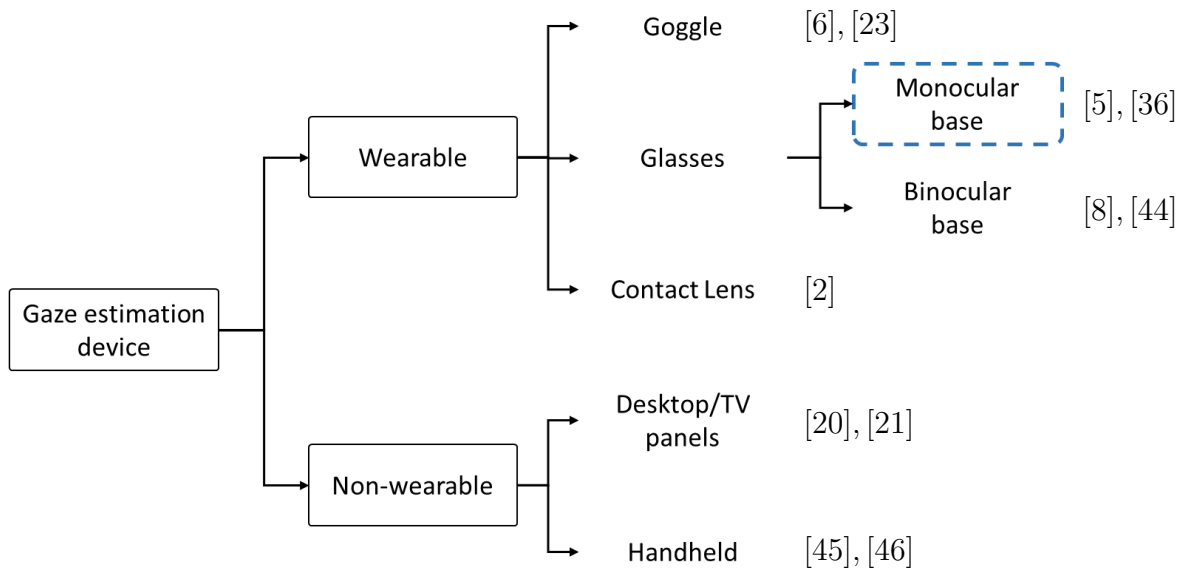 Goggle [6], [23]
Monocular
base [5], [36]
Wearable
Glasses
Binocular
base [8], [44]
Contact Lens [2]
Gaze estimation
device
Desktop/TV
panels [20], [21]
Non-wearable
Handheld [45], [46]